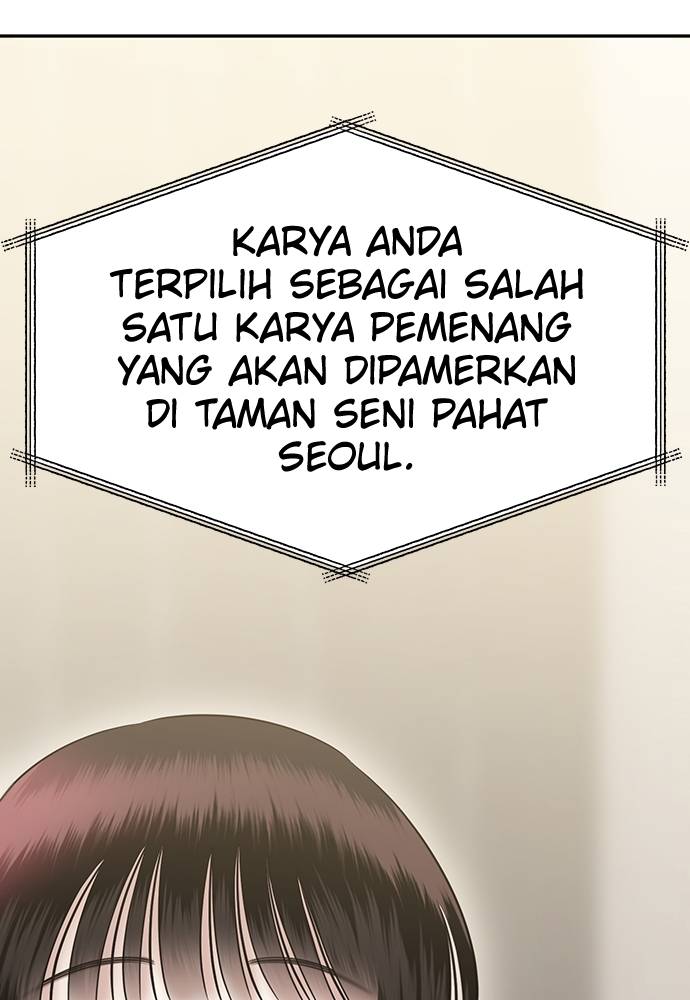 KARYA ANDA
TERPILIH SEBAGAI SALAH
SATU KARYA PEMENANG
YANG AKAN DIPAMERKAN
DI TAMAN SENI PAHAT
SEOUL.